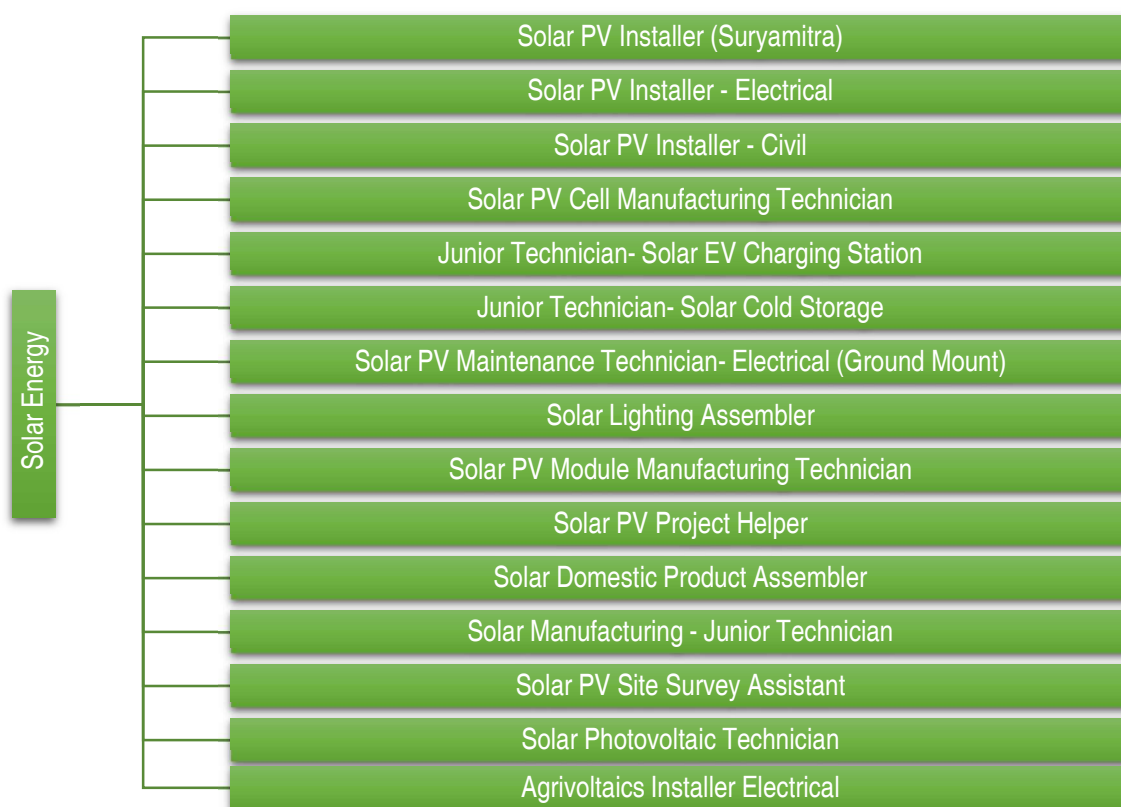 Solar Energy
Solar PV Installer (Suryamitra)
Solar PV Installer - Electrical
Solar PV Installer - Civil
Solar PV Cell Manufacturing Technician
Junior Technician- Solar EV Charging Station
Junior Technician- Solar Cold Storage
Solar PV Maintenance Technician- Electrical (Ground Mount)
Solar Lighting Assembler
Solar PV Module Manufacturing Technician
Solar PV Project Helper
Solar Domestic Product Assembler
Solar Manufacturing - Junior Technician
Solar PV Site Survey Assistant
Solar Photovoltaic Technician
Agrivoltaics Installer Electrical